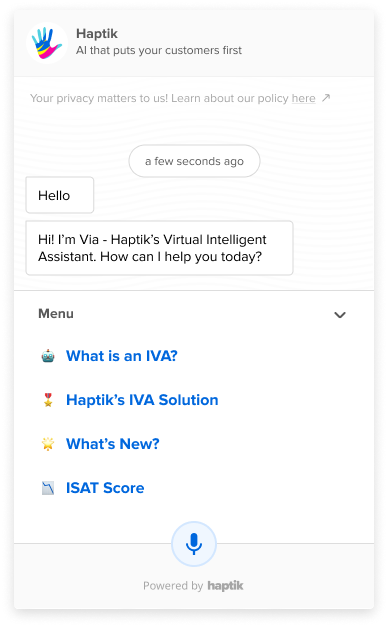 Haptik
AI that puts your customers first
Your privacy matters to us! Learn about our policy here ↗
a few seconds ago
Hello
Hi! I'm Via - Haptik's Virtual Intelligent
Assistant. How can I help you today?
Menu
What is an IVA?
Haptik's IVA Solution
What's New?
ISAT Score
Powered by haptik